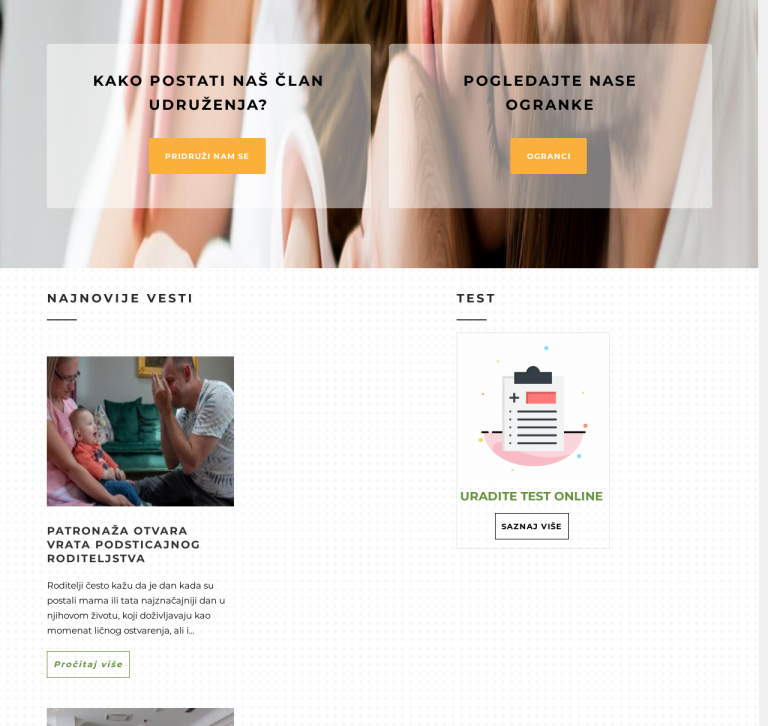 KAKO POSTATI NAŠ ČLAN
UDRUŽENJA?
PRIDRUŽI NAM SE
POGLEDAJTE NASE
OGRANKE
OGRANCI
NAJNOVIJE VESTI
PATRONAŽA OTVARA
VRATA PODSTICAJNOG
RODITELJSTVA
Roditelji često kažu da je dan kada su
postali mama ili tata najznačajniji dan u
njihovom životu, koji doživljavaju kao
momenat ličnog ostvarenja, ali i...
Pročitaj više
TEST
URADITE TEST ONLINE
SAZNAJ VIŠE